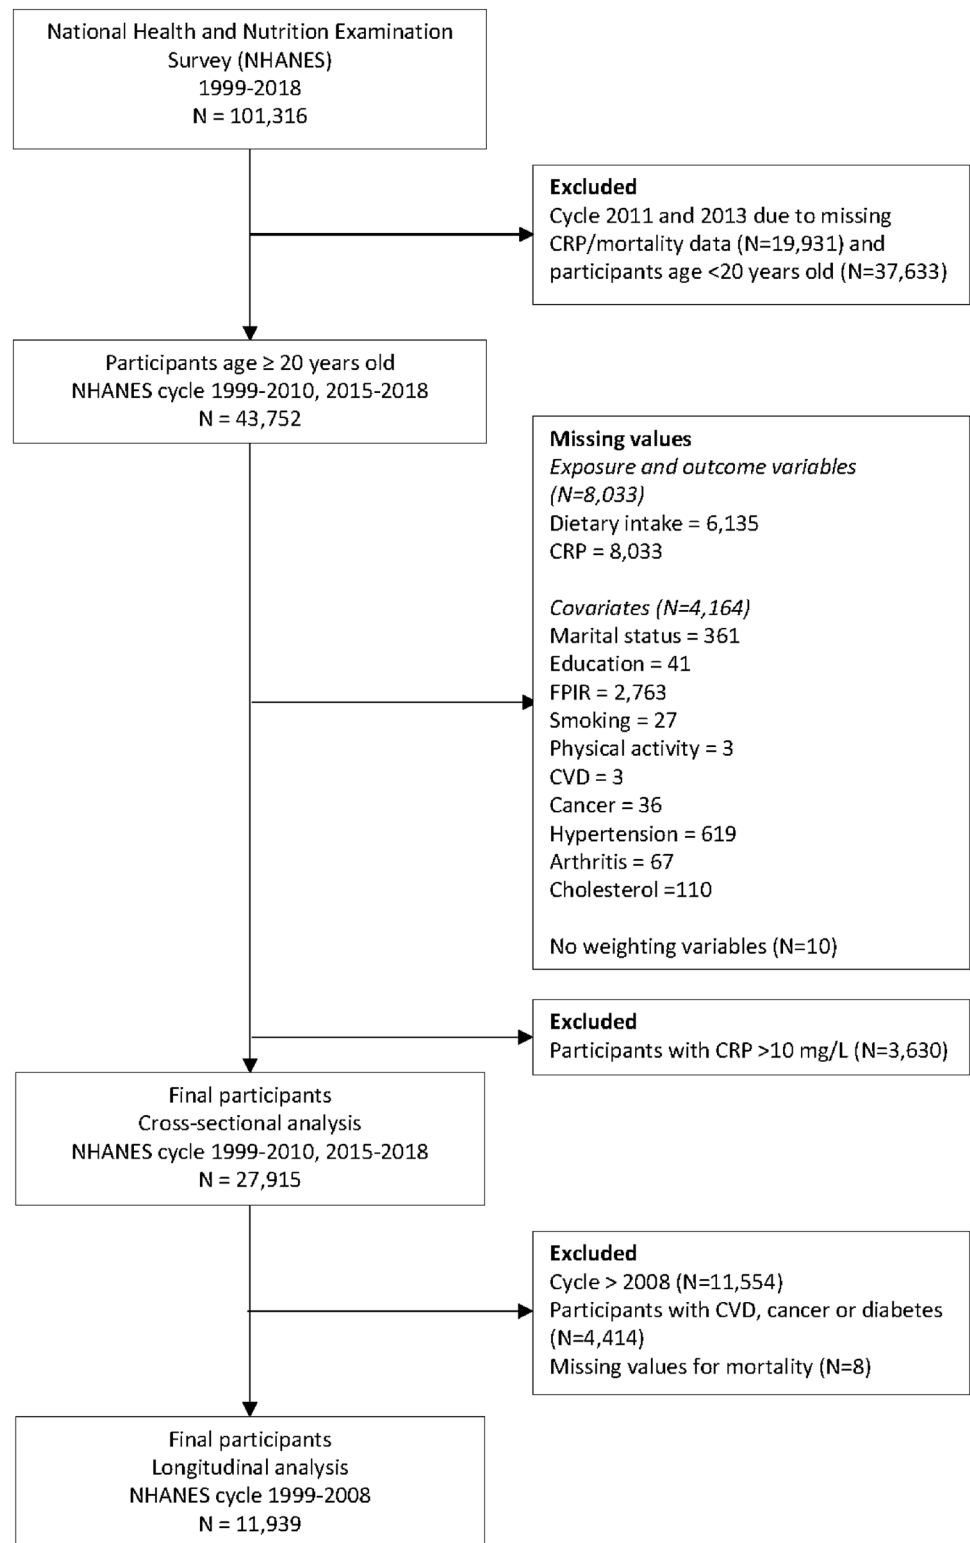 National Health and Nutrition Examination
Survey (NHANES)
1999-2018
N = 101,316
Excluded
Cycle 2011 and 2013 due to missing
CRP/mortality data (N=19,931) and
participants age <20 years old (N=37,633)
Participants age ≥ 20 years old
NHANES cycle 1999-2010, 2015-2018
N = 43,752
Missing values
Exposure and outcome variables
(N=8,033)
Dietary intake = 6,135
CRP = 8,033
Covariates (N=4,164)
Marital status = 361
Education = 41
FPIR = 2,763
Smoking = 27
Physical activity = 3
CVD = 3
Cancer = 36
Hypertension = 619
Arthritis = 67
Cholesterol =110
No weighting variables (N=10)
Excluded
Participants with CRP >10 mg/L (N=3,630)
Final participants
Cross-sectional analysis
NHANES cycle 1999-2010, 2015-2018
N = 27,915
Excluded
Cycle > 2008 (N=11,554)
Participants with CVD, cancer or diabetes
(N=4,414)
Missing values for mortality (N=8)
Final participants
Longitudinal analysis
NHANES cycle 1999-2008
N = 11,939